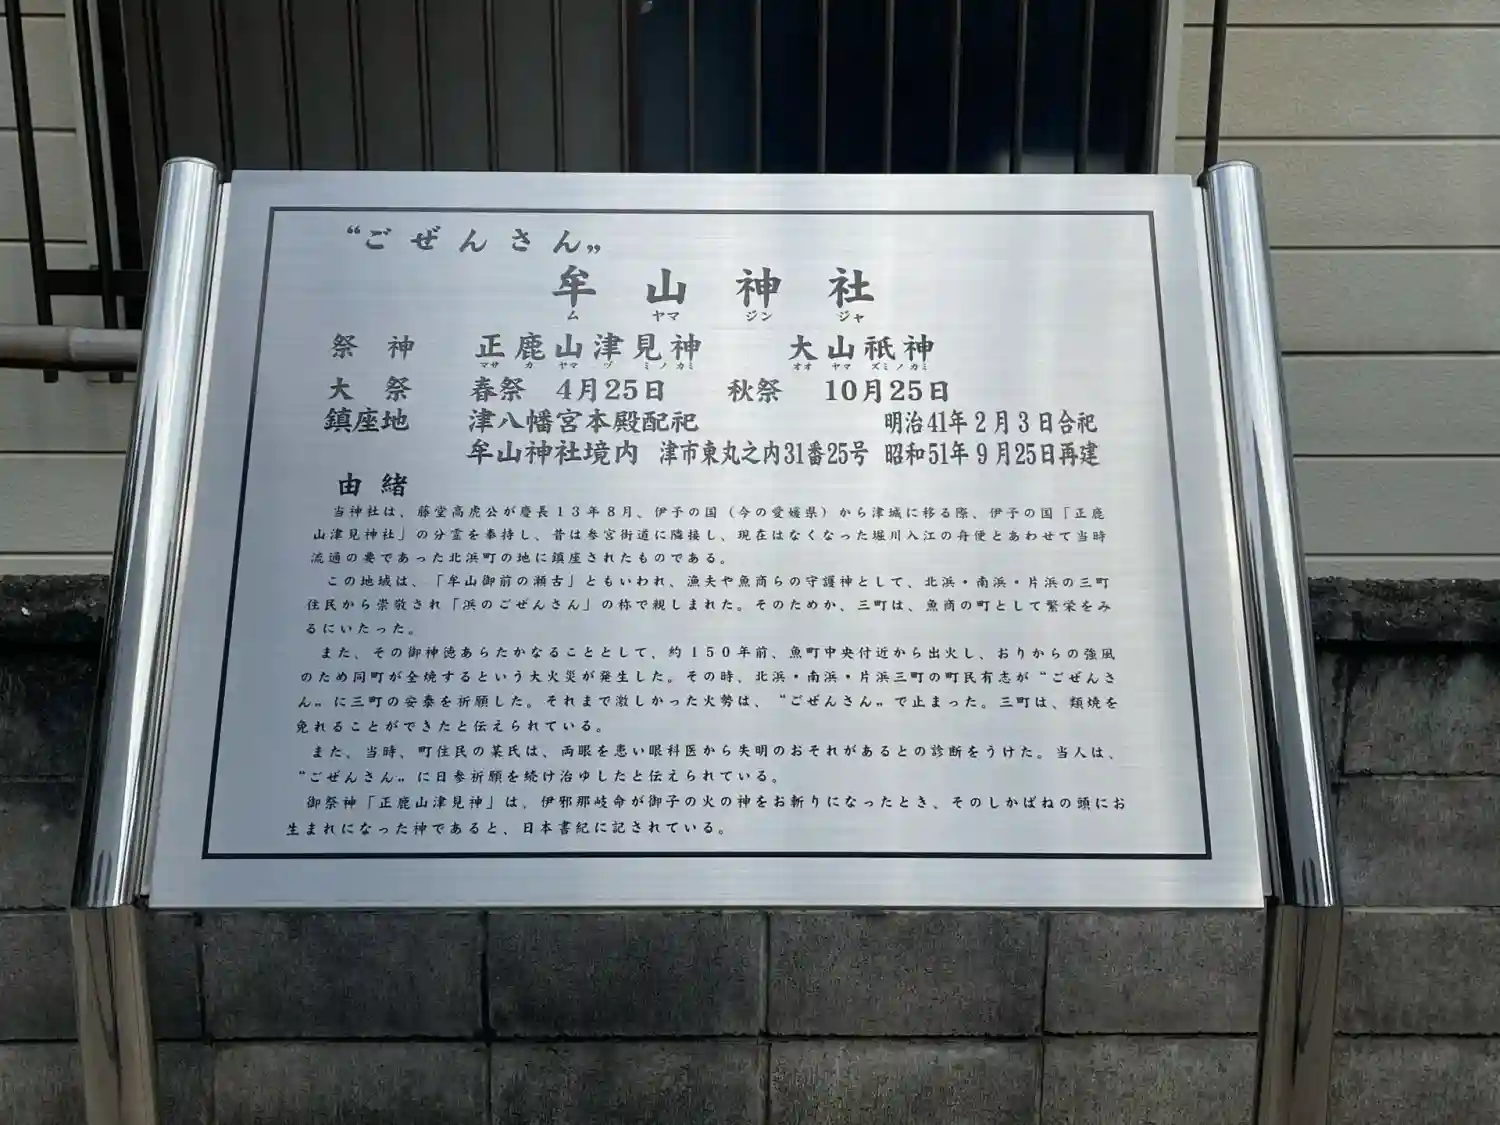 “ごぜんさん„
牟山神社
ム ヤマ ジン ジャ
祭神 正鹿山津見神 大山祇神
マサ カ ヤマ ヅ ミ ノ カミ オオ ヤマ ズミ ノ カミ
大祭 春祭 4月25日 秋祭 10月25日
鎮座地 津八幡宮本殿配祀 明治41年2月3日合祀
牟山神社境内 津市東丸之内31番25号 昭和51年9月25日再建
由緒
当神社は、藤堂高虎公が慶長13年8月、伊予の国（今の愛媛県）から津城に移る際、伊予の国「正鹿
山津見神社」の分霊を奉持し、昔は参宮街道に隣接し、現在はなくなった堀川入江の舟便とあわせて当時
流通の要であった北浜町の地に鎮座されたものである。
この地域は、「牟山御前の瀬古」ともいわれ、漁夫や魚商らの守護神として、北浜・南浜・片浜の三町
住民から崇敬され「浜のごぜんさん」の称で親しまれた。そのためか、三町は、魚商の町として繁栄をみ
るにいたった。
また、その御神徳あらたかなることとして、約150年前、魚町中央付近から出火し、おりからの強風
のため同町が全焼するという大火災が発生した。その時、北浜・南浜・片浜三町の町民有志が“ごぜんさ
ん„に三町の安泰を祈願した。それまで激しかった火勢は、“ごぜんさん„で止まった。三町は、類焼を
免れることができたと伝えられている。
また、当時、町住民の某氏は、両眼を患い眼科医から失明のおそれがあるとの診断をうけた。当人は、
“ごぜんさん„に日参祈願を続け治ゆしたと伝えられている。
御祭神「正鹿山津見神」は、伊邪那岐命が御子の火の神をお斬りになったとき、そのしかばねの頭にお
生まれになった神であると、日本書紀に記されている。